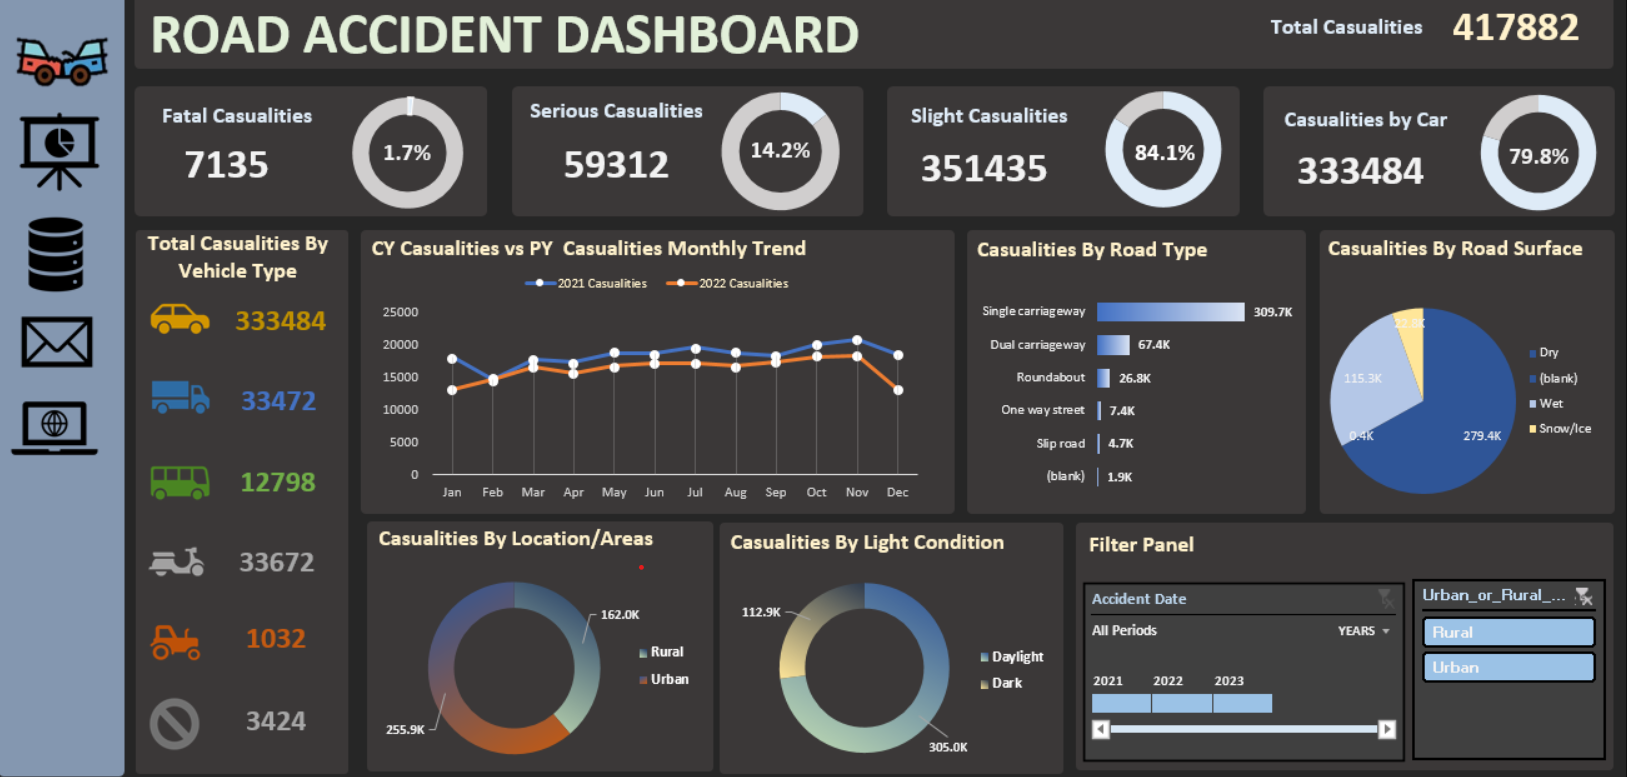 ROAD ACCIDENT DASHBOARD
Total Casualities
417882
Fatal Casualities
7135
1.7%
Serious Casualities
59312
14.2%
Slight Casualities
351435
84.1%
Casualities by Car
333484
79.8%
Total Casualities By
Vehicle Type
333484
33472
12798
33672
1032
3424
CY Casualities vs PY  Casualities Monthly Trend
2021 Casualities
2022 Casualities
25000
20000
15000
10000
5000
0
Jan Feb Mar Apr May Jun Jul Aug Sep Oct Nov Dec
Casualities By Road Type
Single carriageway 309.7K
Dual carriageway 67.4K
Roundabout 26.8K
One way street 7.4K
Slip road 4.7K
(blank) 1.9K
Casualities By Road Surface
22.8K
115.3K
0.4K
279.4K
Dry
(blank)
Wet
Snow/Ice
Casualities By Location/Areas
162.0K
255.9K
Rural
Urban
Casualities By Light Condition
112.9K
305.0K
Daylight
Dark
Filter Panel
Accident Date
All Periods
YEARS
2021 2022 2023
Urban_or_Rural_...
Rural
Urban